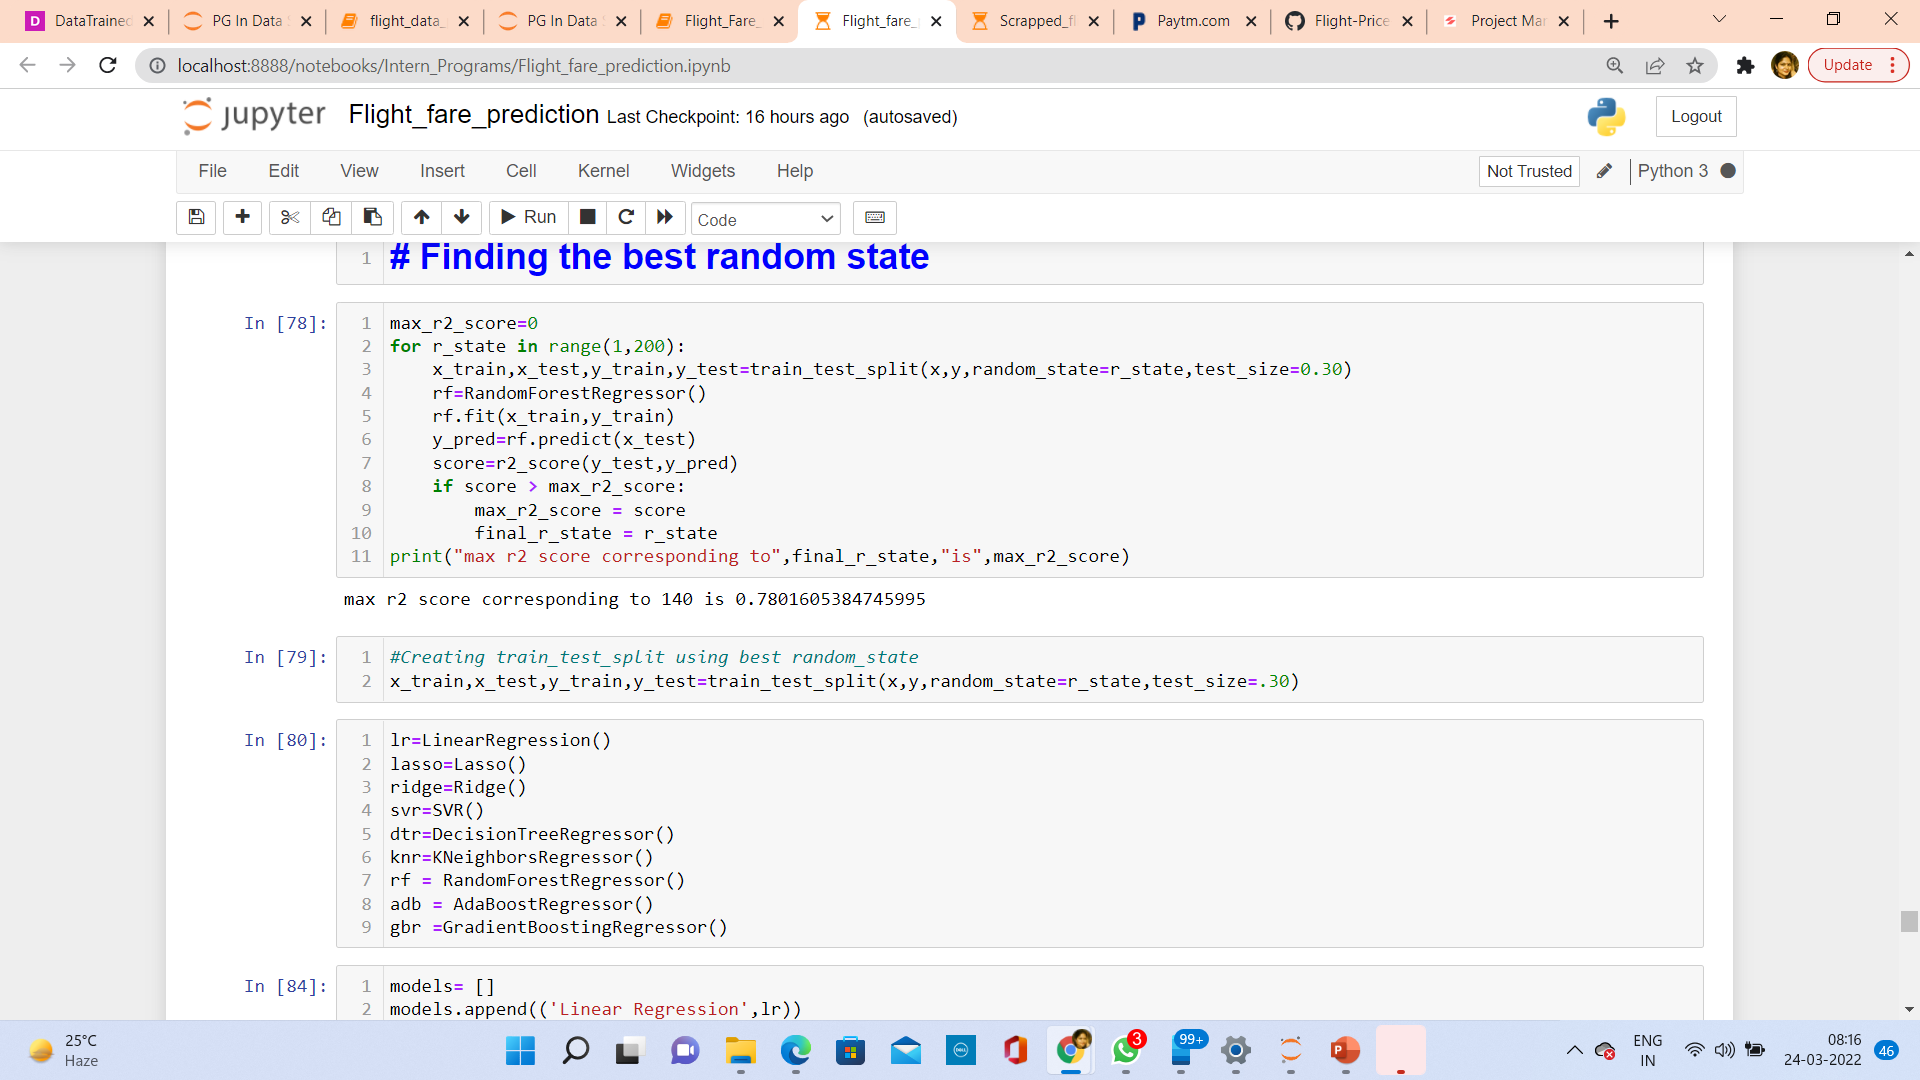 DataTrained
PG In Data
flight_data_
PG In Data
Flight_Fare_
Flight_fare_
Scrapped_fl
Paytm.com
Flight-Price
Project Mar
localhost:8888/notebooks/Intern_Programs/Flight_fare_prediction.ipynb
Update
jupyter Flight_fare_prediction Last Checkpoint: 16 hours ago (autosaved)
Logout
File Edit View Insert Cell Kernel Widgets Help
Not Trusted
Python 3
Run
Code
1 # Finding the best random state
In [78]:
1 max_r2_score=0
2 for r_state in range(1,200):
3 x_train,x_test,y_train,y_test=train_test_split(x,y,random_state=r_state,test_size=0.30)
4 rf=RandomForestRegressor()
5 rf.fit(x_train,y_train)
6 y_pred=rf.predict(x_test)
7 score=r2_score(y_test,y_pred)
8 if score > max_r2_score:
9 max_r2_score = score
10 final_r_state = r_state
11 print("max r2 score corresponding to",final_r_state,"is",max_r2_score)
max r2 score corresponding to 140 is 0.7801605384745995
In [79]:
1 #Creating train_test_split using best random_state
2 x_train,x_test,y_train,y_test=train_test_split(x,y,random_state=r_state,test_size=.30)
In [80]:
1 lr=LinearRegression()
2 lasso=Lasso()
3 ridge=Ridge()
4 svr=SVR()
5 dtr=DecisionTreeRegressor()
6 knr=KNeighborsRegressor()
7 rf = RandomForestRegressor()
8 adb = AdaBoostRegressor()
9 gbr =GradientBoostingRegressor()
In [84]:
1 models= []
2 models.append(('Linear Regression',lr))
25°C
Haze
3
99+
ENG
IN
08:16
24-03-2022
46